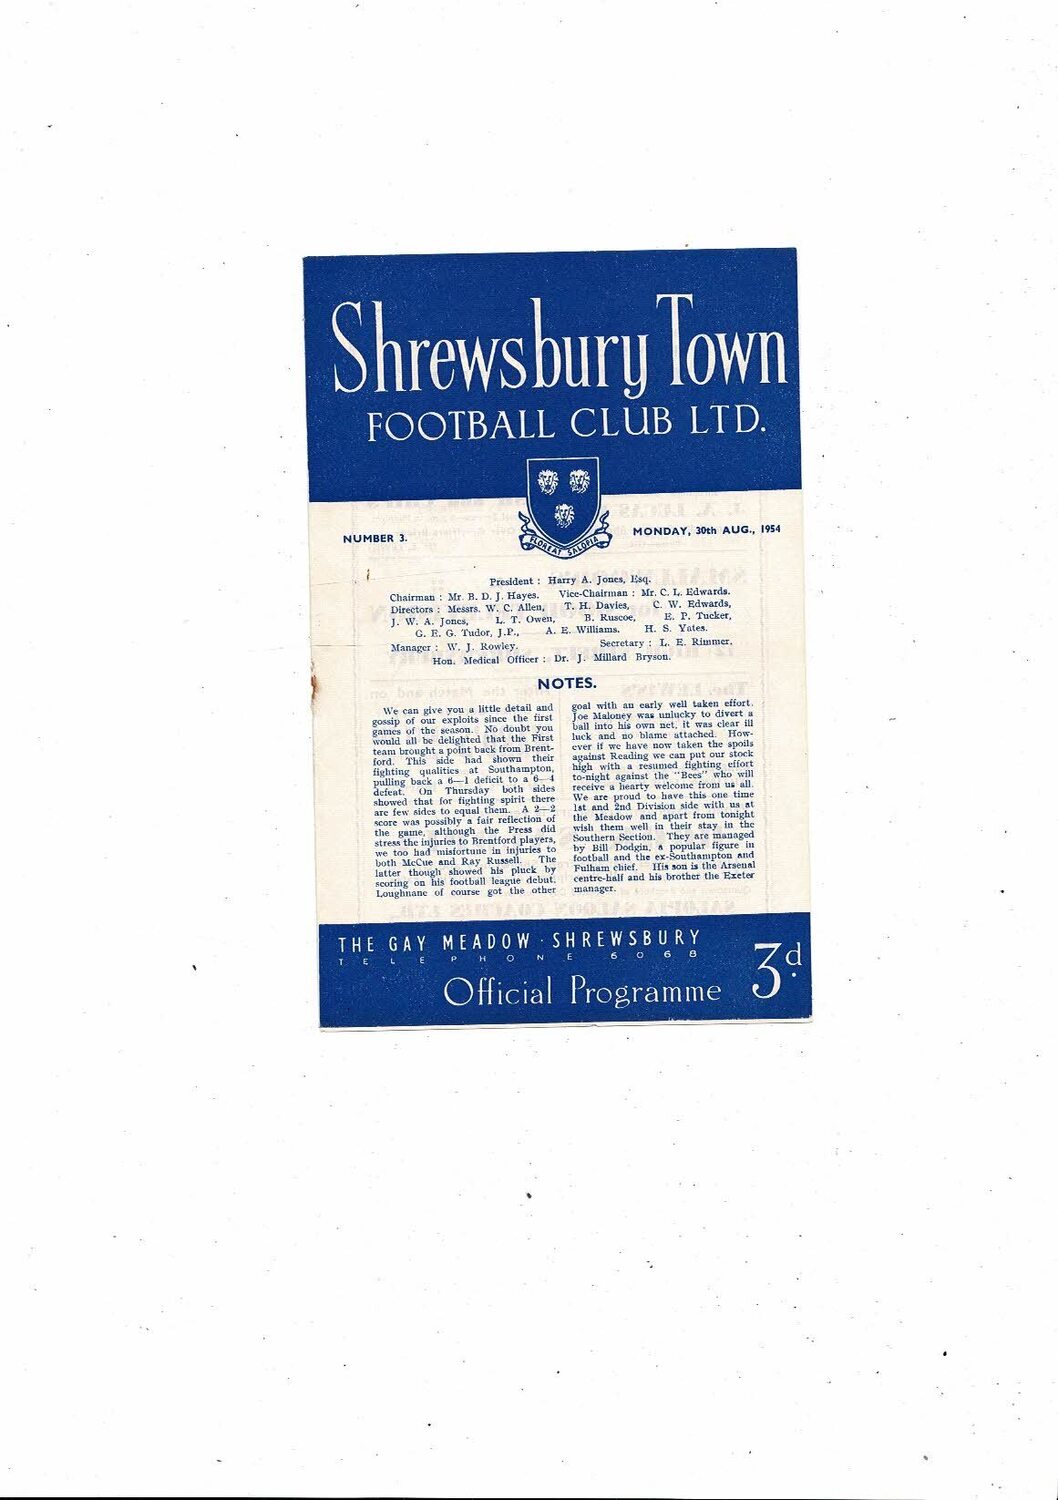 Shrewsbury Town
FOOTBALL CLUB LTD.
FLOREAT SALOPIA
NUMBER 3.
MONDAY, 30th AUG., 1954
President : Harry A. Jones, Esq.
Chairman : Mr. B. D. J. Hayes. Vice-Chairman : Mr. C. L. Edwards.
Directors : Messrs. W. C. Allen, T. H. Davies, C. W. Edwards,
J. W. A. Jones, L. T. Owen, B. Ruscoe, E. P. Tucker,
G. E. G. Tudor, J.P., A. E. Williams. H. S. Yates.
Manager : W. J. Rowley. Secretary : L. E. Rimmer.
Hon. Medical Officer : Dr. J. Millard Bryson.
NOTES.
We can give you a little detail and
gossip of our exploits since the first
games of the season. No doubt you
would all be delighted that the First
team brought a point back from Brent-
ford. This side had shown their
fighting qualities at Southampton,
pulling back a 6—1 deficit to a 6—4
defeat. On Thursday both sides
showed that for fighting spirit there
are few sides to equal them. A 2—2
score was possibly a fair reflection of
the game, although the Press did
stress the injuries to Brentford players,
we too had misfortune in injuries to
both McCue and Ray Russell. The
latter though showed his pluck by
scoring on his football league debut.
Loughnane of course got the other
goal with an early well taken effort.
Joe Maloney was unlucky to divert a
ball into his own net, it was clear ill
luck and no blame attached. How-
ever if we have now taken the spoils
against Reading we can put our stock
high with a resumed fighting effort
to-night against the "Bees" who will
receive a hearty welcome from us all.
We are proud to have this one time
1st and 2nd Division side with us at
the Meadow and apart from tonight
wish them well in their stay in the
Southern Section. They are managed
by Bill Dodgin, a popular figure in
football and the ex-Southampton and
Fulham chief. His son is the Arsenal
centre-half and his brother the Exeter
manager.
THE GAY MEADOW · SHREWSBURY
TELEPHONE 6068
Official Programme
3d.